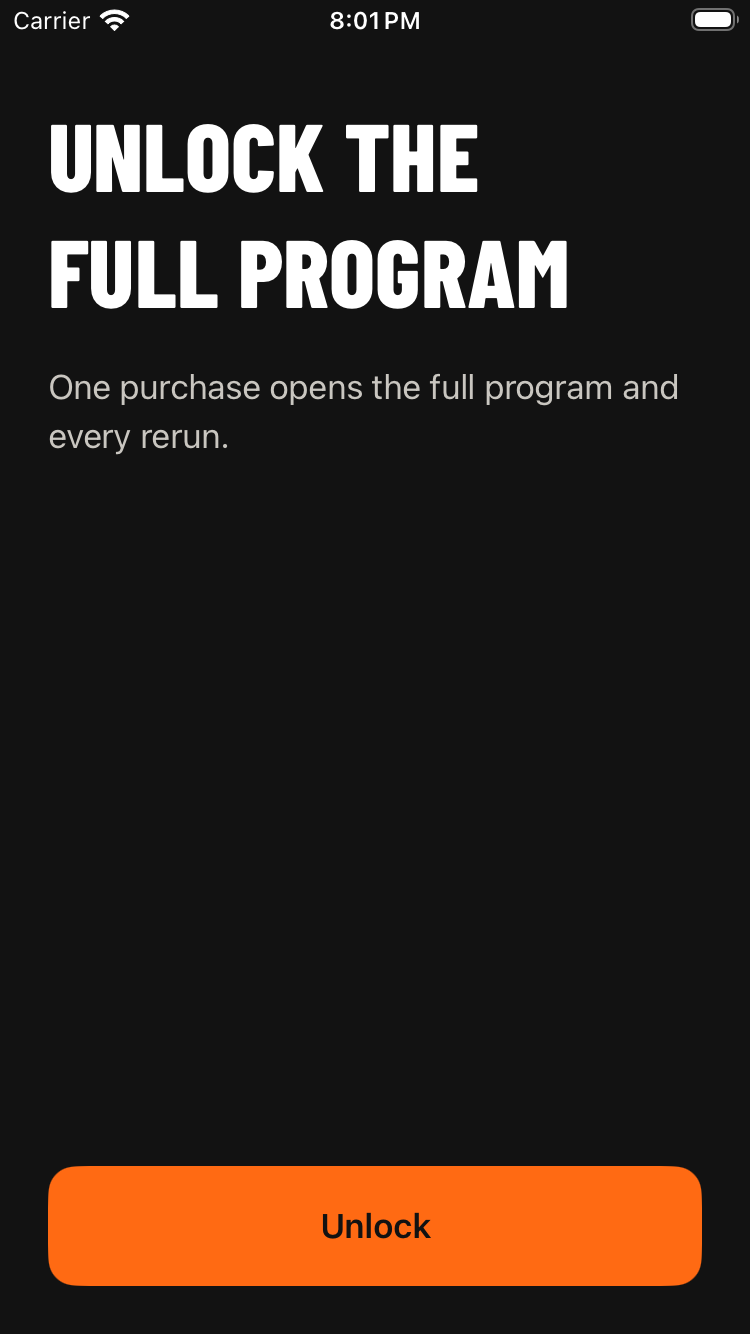 Carrier
8:01 PM
UNLOCK THE
FULL PROGRAM
One purchase opens the full program and
every rerun.
Unlock